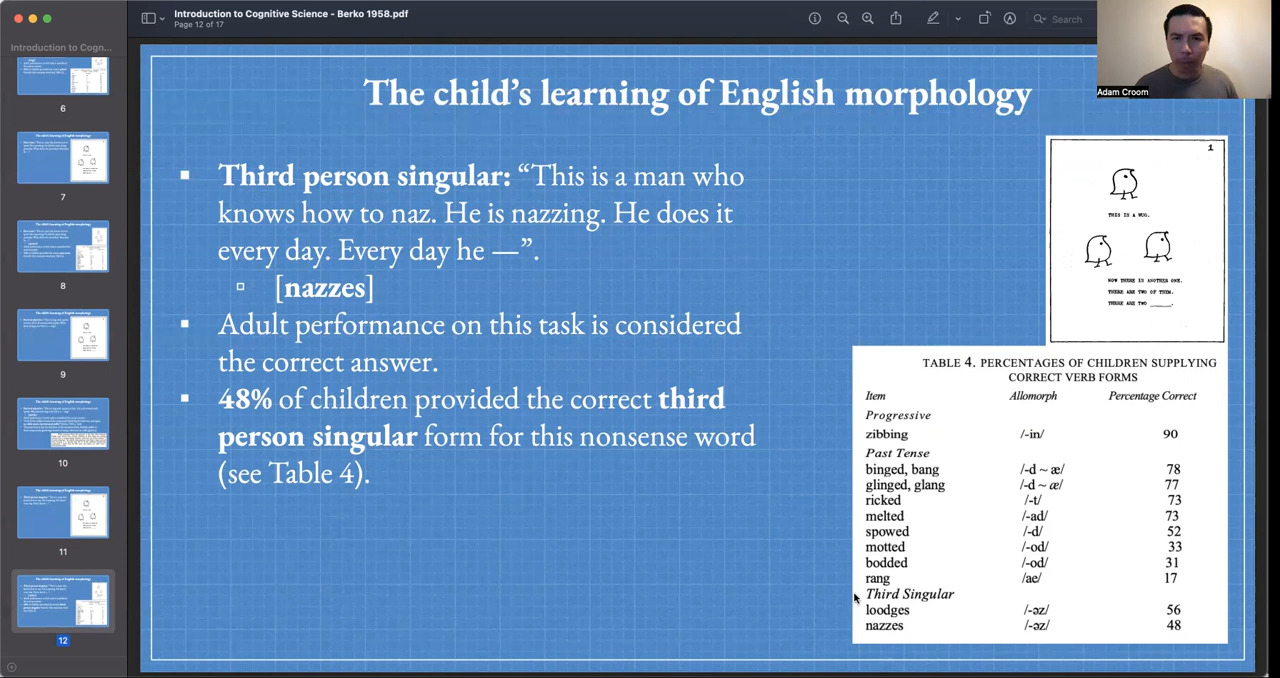 Introduction to Cognitive Science - Berko 1958.pdf
Page 12 of 17
Search
Introduction to Cogn...
6
7
8
9
10
11
12
Adam Croom
The child's learning of English morphology
Third person singular: “This is a man who
knows how to naz. He is nazzing. He does it
every day. Every day he —”.
[nazzes]
Adult performance on this task is considered
the correct answer.
48% of children provided the correct third
person singular form for this nonsense word
(see Table 4).
1
THIS IS A WUG.
NOW THERE IS ANOTHER ONE.
THERE ARE TWO OF THEM.
THERE ARE TWO ______.
TABLE 4. PERCENTAGES OF CHILDREN SUPPLYING
CORRECT VERB FORMS
Item Allomorph Percentage Correct
Progressive
zibbing /-in/ 90
Past Tense
binged, bang /-d ~ æ/ 78
glinged, glang /-d ~ æ/ 77
ricked /-t/ 73
melted /-ad/ 73
spowed /-d/ 52
motted /-od/ 33
bodded /-od/ 31
rang /ae/ 17
Third Singular
loodges /-əz/ 56
nazzes /-əz/ 48